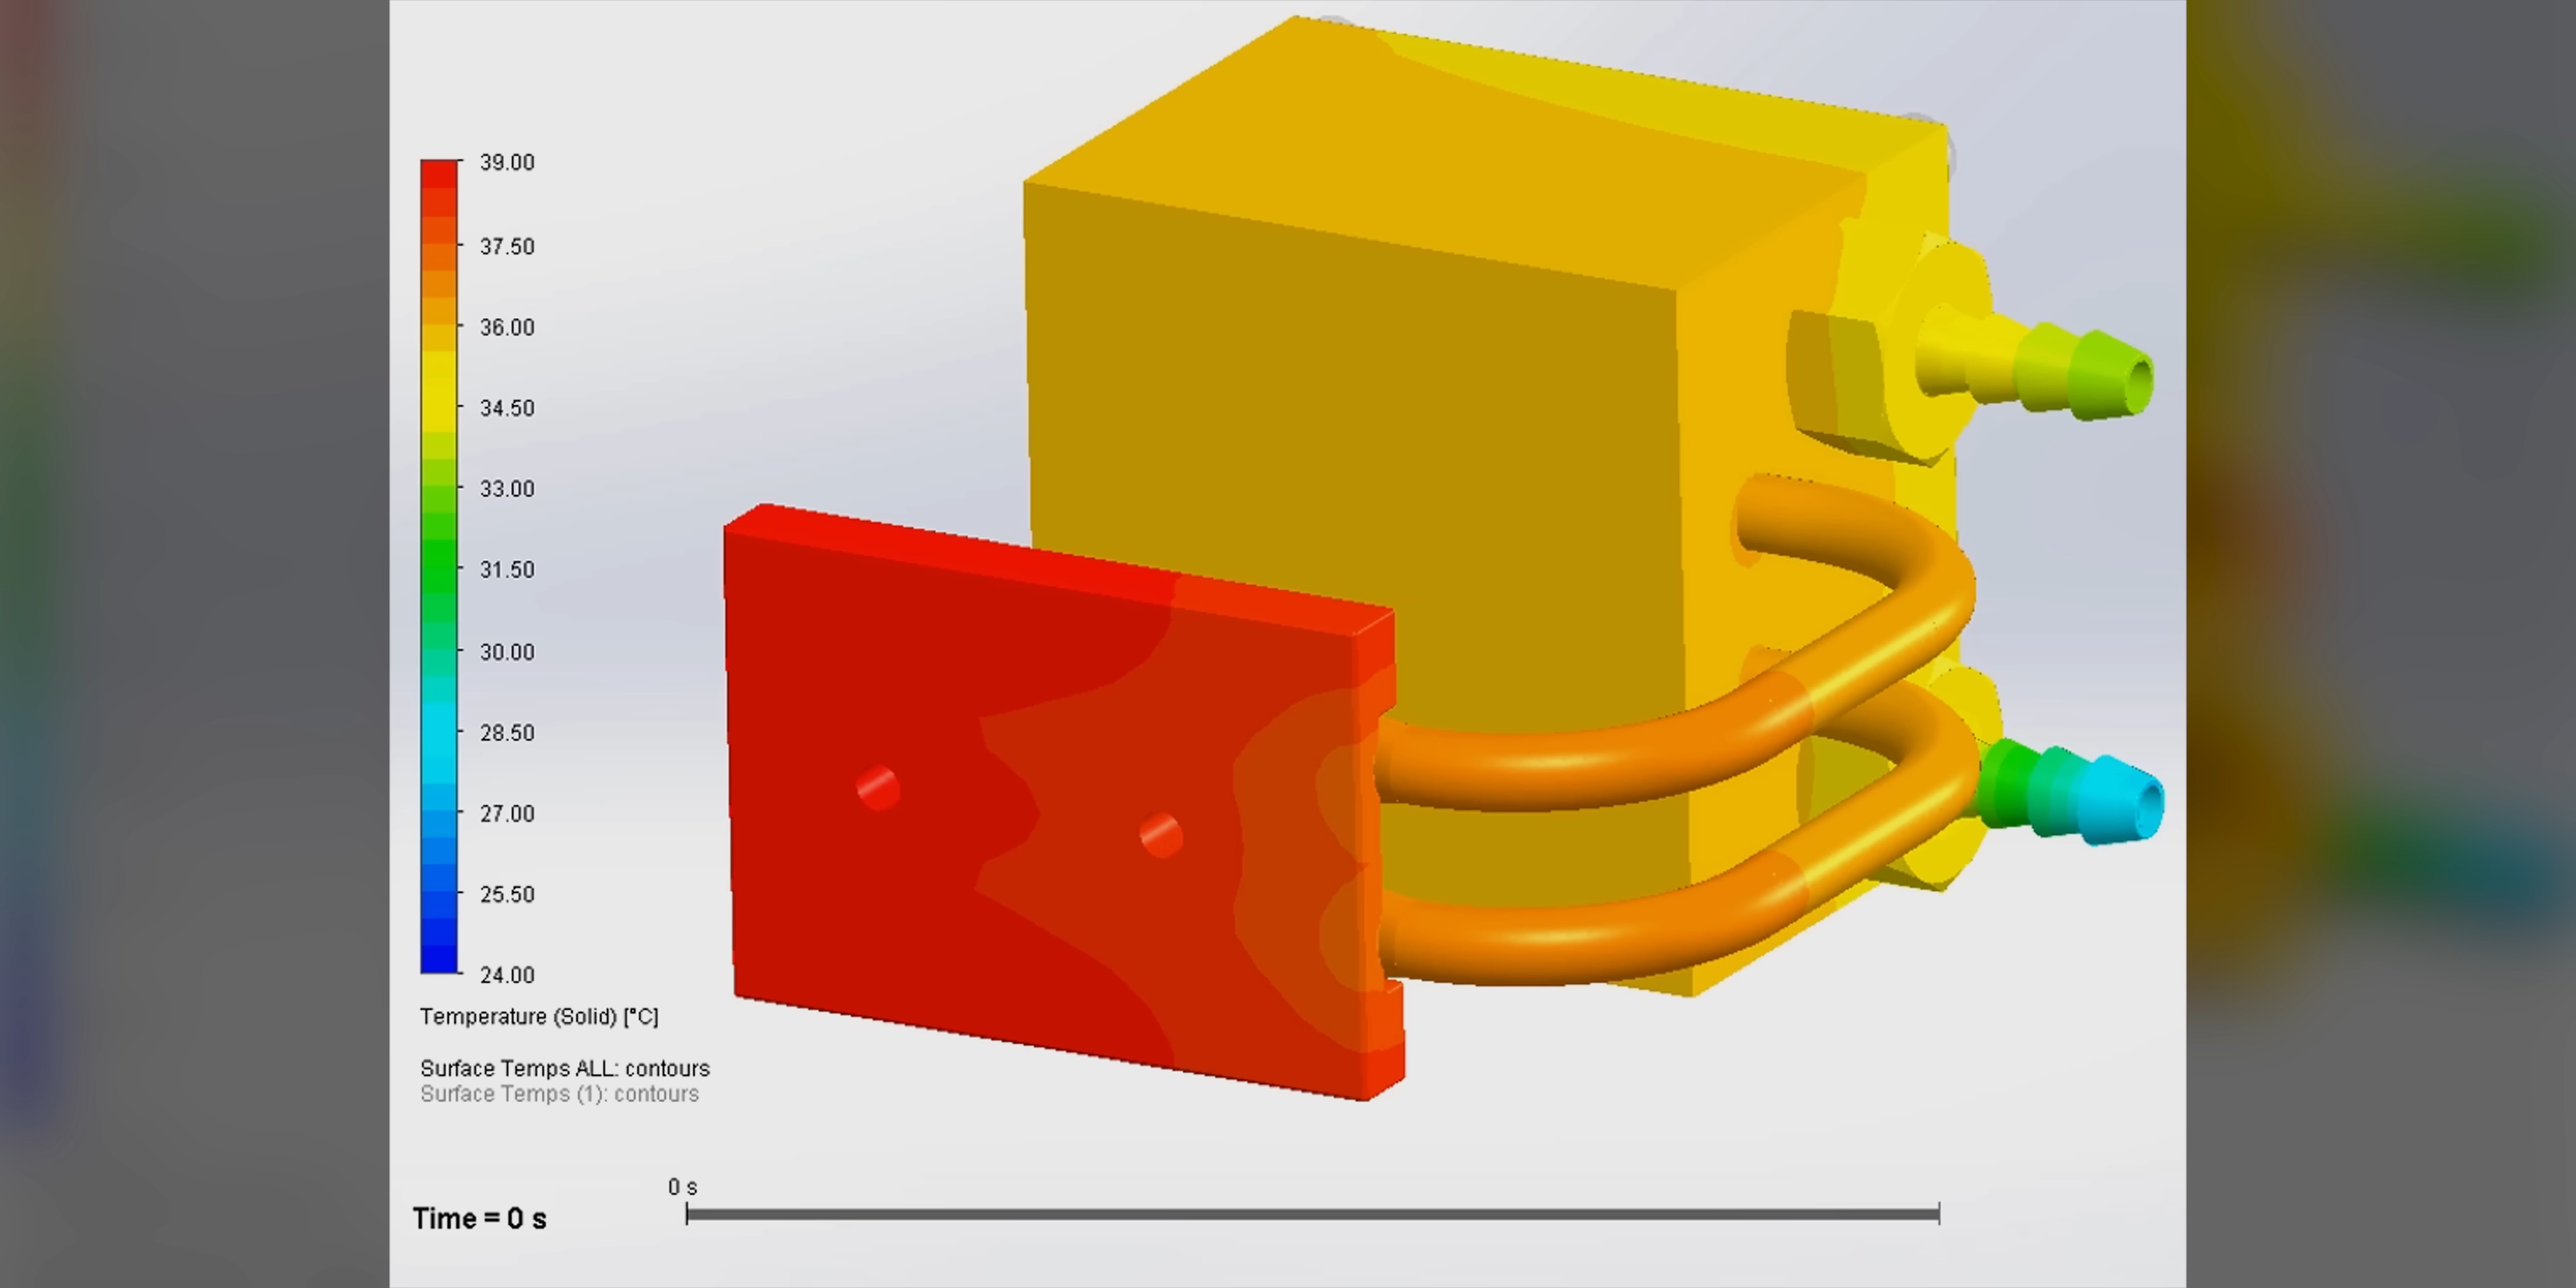 39.00
37.50
36.00
34.50
33.00
31.50
30.00
28.50
27.00
25.50
24.00
Temperature (Solid) [°C]
Surface Temps ALL: contours
Surface Temps (1): contours
0 s
Time = 0 s